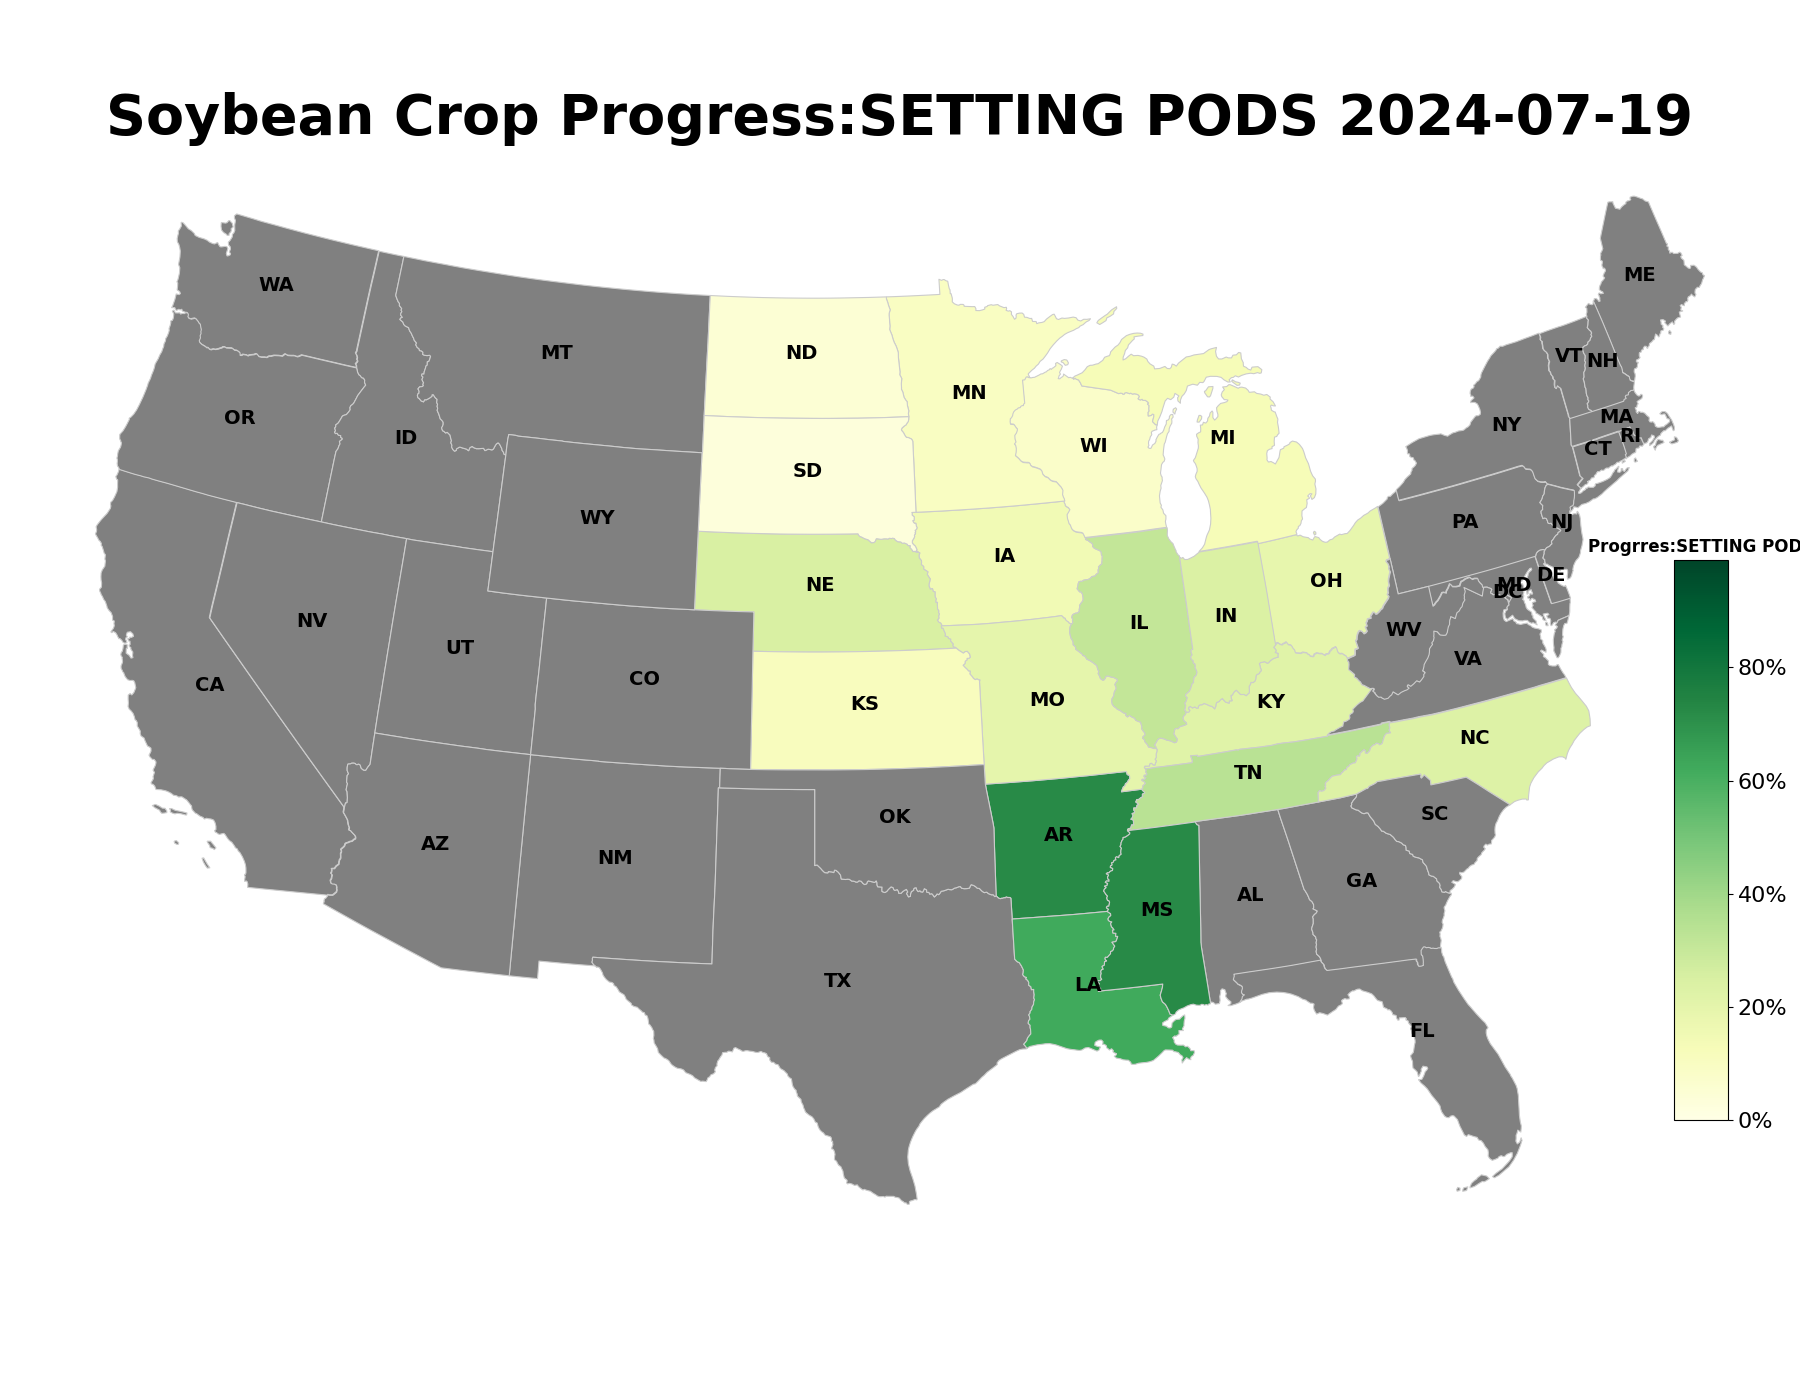 Soybean Crop Progress:SETTING PODS 2024-07-19
WA
ME
MT
ND
VT
NH
MN
OR
MA
NY
RI
ID
WI
MI
CT
SD
WY
PA
NJ
Progrres:SETTING POD
IA
DE
OH
NE
MD
DC
IN
NV
IL
WV
UT
VA
80%
CO
CA
MO
KY
KS
NC
TN
60%
SC
OK
AR
AZ
NM
GA
AL
40%
MS
TX
LA
20%
FL
0%